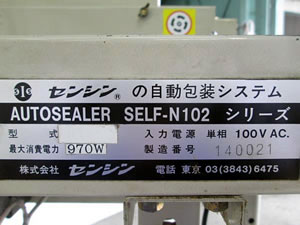 センシン® の自動包装システム
AUTOSEALER SELF-N102 シリーズ
型式 入力電源 単相 100V AC.
最大消費電力 970W 製造番号 140021
株式会社 センシン 電話 東京 03(3843)6475